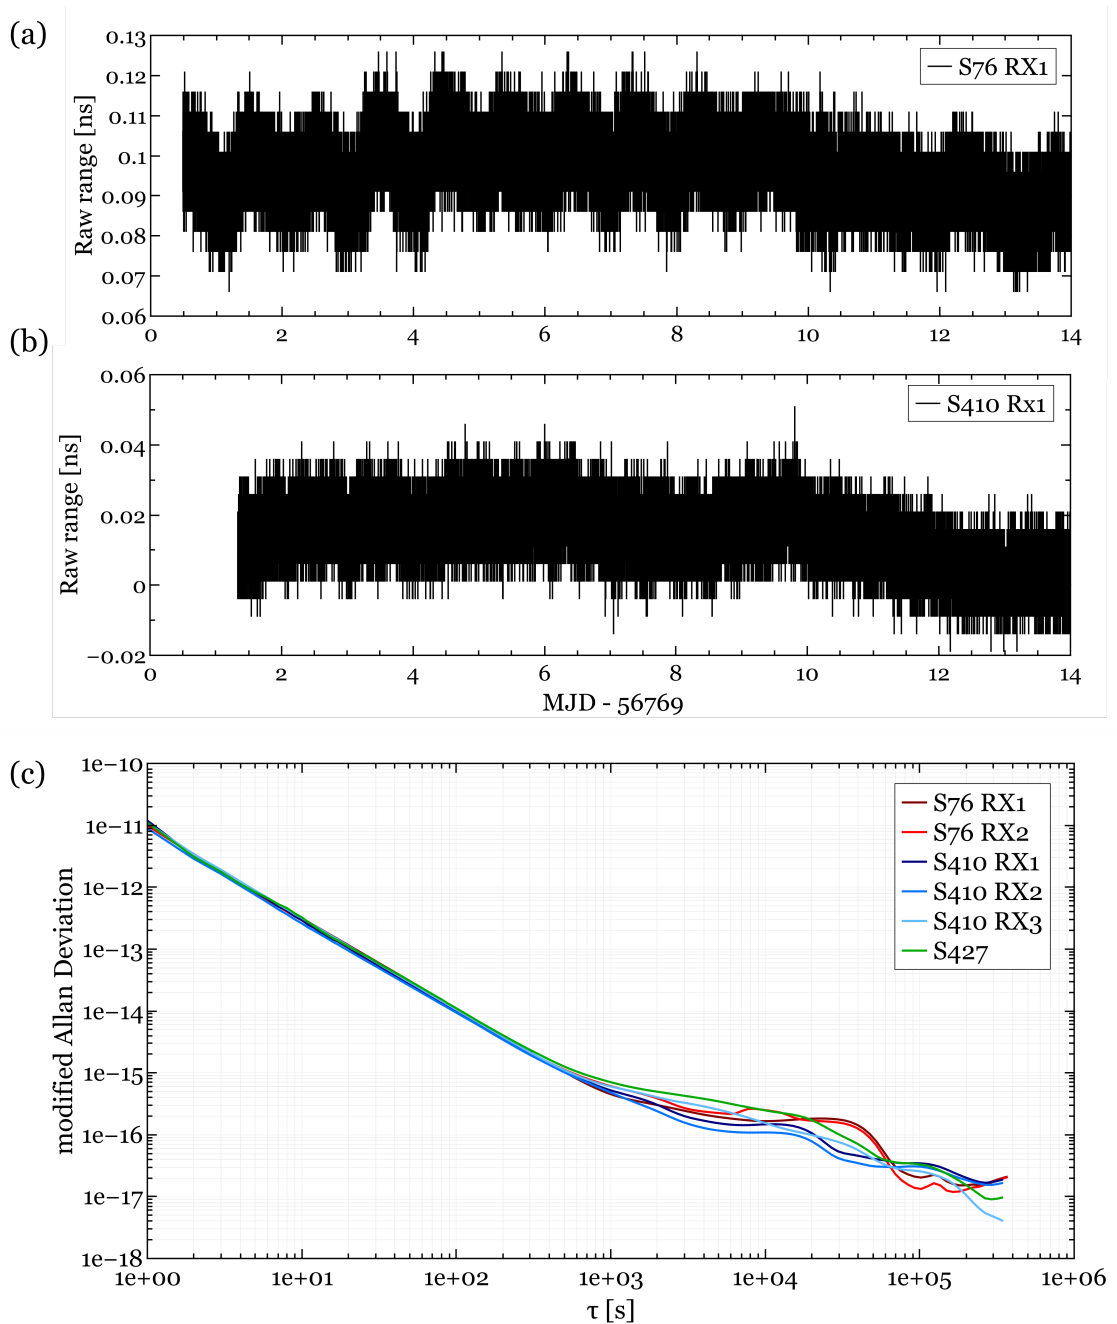 (a)
0.13
0.12
0.11
0.1
0.09
0.08
0.07
0.06
Raw range [ns]
S76 RX1
0 2 4 6 8 10 12 14
(b)
0.06
0.04
0.02
0
−0.02
Raw range [ns]
S410 Rx1
0 2 4 6 8 10 12 14
MJD - 56769
(c)
1e−10
1e−11
1e−12
1e−13
1e−14
1e−15
1e−16
1e−17
1e−18
modified Allan Deviation
S76 RX1
S76 RX2
S410 RX1
S410 RX2
S410 RX3
S427
1e+00 1e+01 1e+02 1e+03 1e+04 1e+05 1e+06
τ [s]